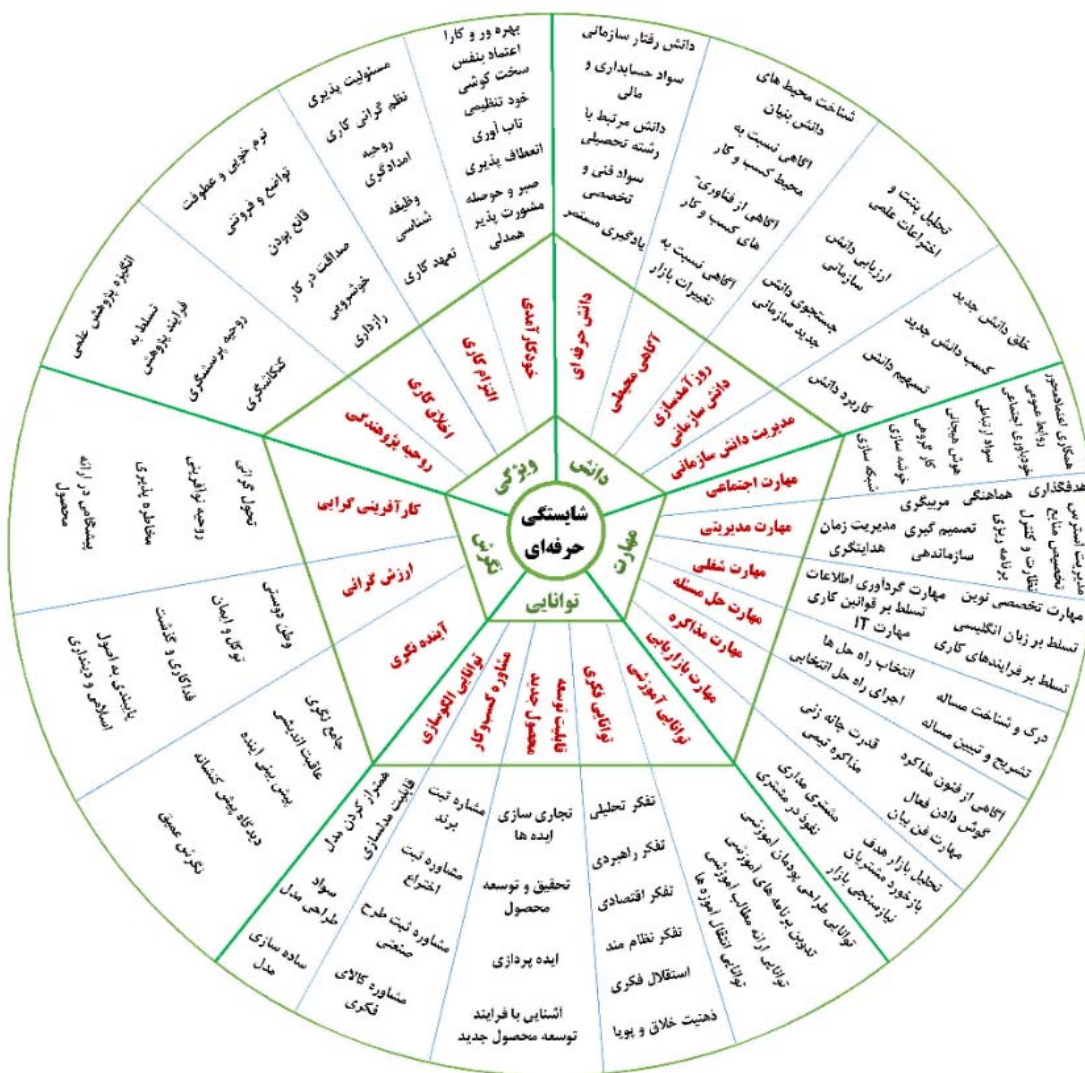 شایستگی
حرفه‌ای
دانش
مهارت
توانایی
نگرش
ویژگی
دانش حرفه ای
دانش رفتار سازمانی
سواد حسابداری و
مالی
دانش مرتبط با
رشته تحصیلی
سواد فنی و
تخصصی
یادگیری مستمر
آگاهی محیطی
شناخت محیط های
دانش بنیان
آگاهی نسبت به
محیط کسب و کار
آگاهی از فناوری-
های کسب و کار
آگاهی نسبت به
تغییرات بازار
روزآمدسازی
دانش سازمانی
تحلیل پتنت و
اختراعات علمی
ارزیابی دانش
سازمانی
جستجوی دانش
جدید سازمانی
مدیریت دانش سازمانی
خلق دانش جدید
کسب دانش جدید
تسهیم دانش
کاربرد دانش
مهارت اجتماعی
همکاری اعتمادمحور
روابط عمومی
خودباوری اجتماعی
سواد ارتباطی
هوش هیجانی
کار گروهی
خوشه سازی
شبکه سازی
مهارت مدیریتی
هدفگذاری
هماهنگی
مربیگری
تصمیم گیری
مدیریت زمان
سازماندهی
هدایتگری
مدیریت استرس
تخصیص منابع
نظارت و کنترل
برنامه ریزی
مهارت شغلی
مهارت تخصصی نوین
مهارت گردآوری اطلاعات
تسلط بر زبان انگلیسی
تسلط بر قوانین کاری
تسلط بر فرایندهای کاری
مهارت IT
مهارت حل مسئله
درک و شناخت مساله
انتخاب راه حل ها
تشریح و تبیین مساله
اجرای راه حل انتخابی
مهارت مذاکره
آگاهی از فنون مذاکره
قدرت چانه زنی
گوش دادن فعال
مذاکره تیمی
مهارت فن بیان
مهارت بازاریابی
مشتری مداری
نفوذ در مشتری
تحلیل بازار هدف
بازخورد مشتریان
نیازسنجی بازار
توانایی آموزشی
توانایی طراحی پودمان آموزشی
تدوین برنامه های آموزشی
توانایی ارائه مطالب آموزشی
توانایی انتقال آموزه ها
توانایی فکری
تفکر تحلیلی
تفکر راهبردی
تفکر اقتصادی
تفکر نظام مند
استقلال فکری
ذهنیت خلاق و پویا
قابلیت توسعه
محصول جدید
تجاری سازی
ایده ها
تحقیق و توسعه
محصول
ایده پردازی
آشنایی با فرایند
توسعه محصول جدید
مشاوره کسب‌وکار
مشاره ثبت
برند
مشاوره ثبت
اختراع
مشاوره ثبت طرح
صنعتی
مشاوره کالای
فکری
توانایی الگوسازی
همتراز کردن مدل
قابلیت مدلسازی
سواد
طراحی مدل
ساده سازی
مدل
آینده نگری
جامع نگری
عاقبت اندیشی
پیش بینی آینده
دیدگاه پیش کنشانه
نگرش عمیق
ارزش گرائی
وطن دوستی
توکل و ایمان
فداکاری و گذشت
پایبندی به اصول
اسلامی و دینداری
کارآفرینی گرایی
تحول گرائی
روحیه نوآفرینی
مخاطره پذیری
پیشگامی در ارائه
محصول
روحیه پژوهندگی
انگیزه پژوهش علمی
تسلط به
فرایند پژوهش
روحیه پرسشگری
کنکاشگری
اخلاق کاری
نرم خویی و عطوفت
تواضع و فروتنی
قانع بودن
صداقت در کار
خوشرویی
رازداری
التزام کاری
مسئولیت پذیری
نظم گرائی کاری
روحیه
امدادگری
وظیفه
شناسی
تعهد کاری
خودکارآمدی
بهره ور و کارا
اعتماد بنفس
سخت کوشی
خود تنظیمی
تاب آوری
انعطاف پذیری
صبر و حوصله
مشورت پذیر
همدلی